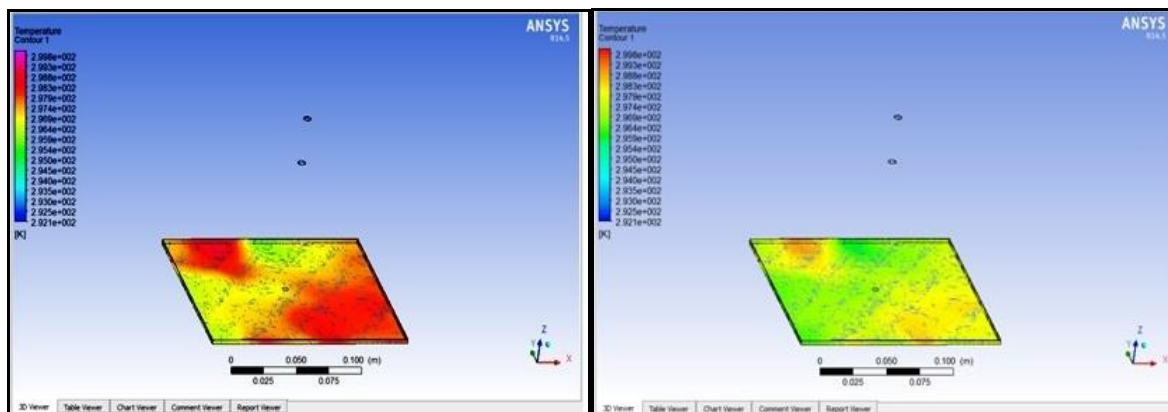 Temperature
Contour 1
ANSYS
R14.5
2.998e+002
2.993e+002
2.988e+002
2.983e+002
2.979e+002
2.974e+002
2.969e+002
2.964e+002
2.959e+002
2.954e+002
2.950e+002
2.945e+002
2.940e+002
2.935e+002
2.930e+002
2.925e+002
2.921e+002
[K]
Z
Y
X
0 0.050 0.100 (m)
0.025 0.075
3D Viewer Table Viewer Chart Viewer Comment Viewer Report Viewer
Temperature
Contour 1
ANSYS
R14.5
2.998e+002
2.993e+002
2.988e+002
2.983e+002
2.979e+002
2.974e+002
2.969e+002
2.964e+002
2.959e+002
2.954e+002
2.950e+002
2.945e+002
2.940e+002
2.935e+002
2.930e+002
2.925e+002
2.921e+002
[K]
Z
Y
X
0 0.050 0.100 (m)
0.025 0.075
3D Viewer Table Viewer Chart Viewer Comment Viewer Report Viewer